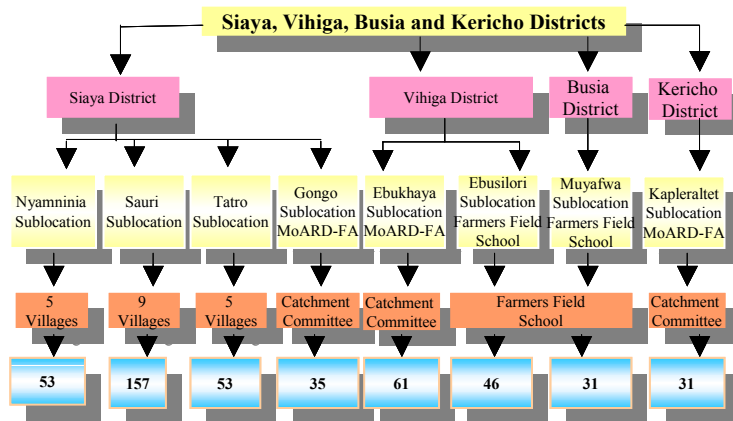 Siaya, Vihiga, Busia and Kericho Districts
Siaya District
Vihiga District
Busia
District
Kericho
District
Nyamninia
Sublocation
Sauri
Sublocation
Tatro
Sublocation
Gongo
Sublocation
MoARD-FA
Ebukhaya
Sublocation
MoARD-FA
Ebusilori
Sublocation
Farmers Field
School
Muyafwa
Sublocation
Farmers Field
School
Kapleraltet
Sublocation
MoARD-FA
5
Villages
9
Villages
5
Villages
Catchment
Committee
Catchment
Committee
Farmers Field
School
Catchment
Committee
53
157
53
35
61
46
31
31